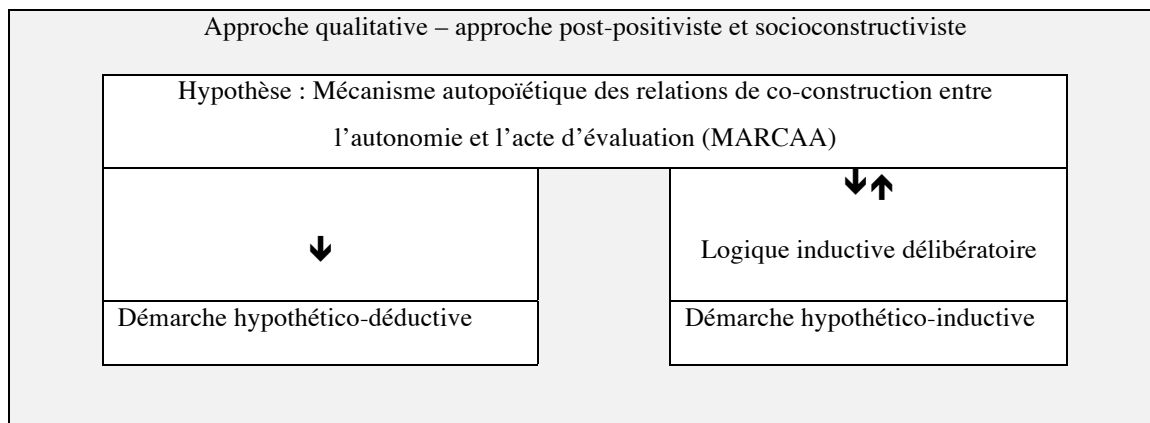 Approche qualitative – approche post-positiviste et socioconstructiviste
Hypothèse : Mécanisme autopoïétique des relations de co-construction entre
l'autonomie et l'acte d'évaluation (MARCAA)
Logique inductive délibératoire
Démarche hypothético-déductive
Démarche hypothético-inductive